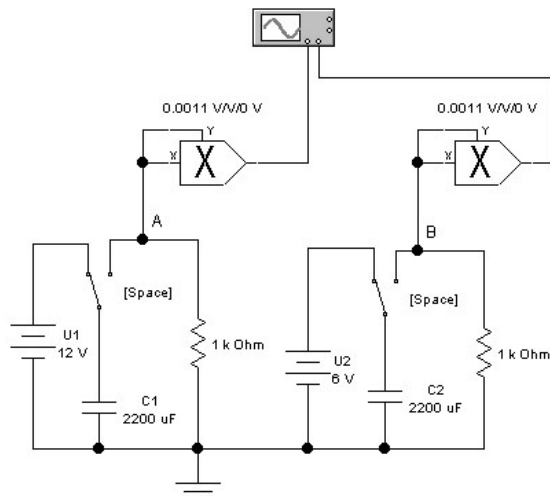 0.0011 V/V/0 V
Y
X
X
A
[Space]
U1
12 V
1 k Ohm
C1
2200 uF
0.0011 V/V/0 V
Y
X
X
B
[Space]
U2
6 V
1 k Ohm
C2
2200 uF